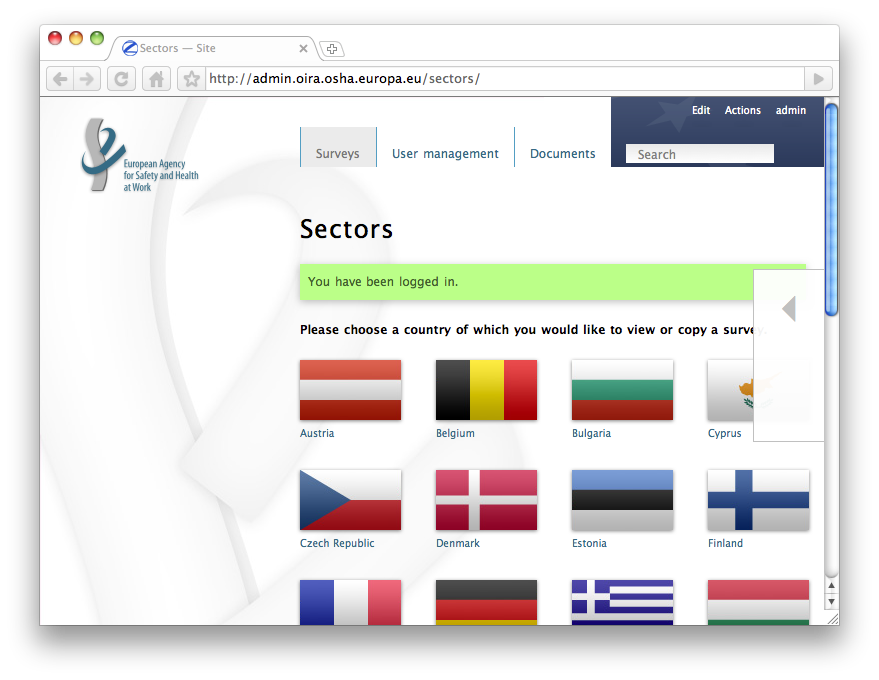 Sectors — Site
http://admin.oira.osha.europa.eu/sectors/
European Agency
for Safety and Health
at Work
Surveys
User management
Documents
Edit
Actions
admin
Search
Sectors
You have been logged in.
Please choose a country of which you would like to view or copy a survey.
Austria
Belgium
Bulgaria
Cyprus
Czech Republic
Denmark
Estonia
Finland